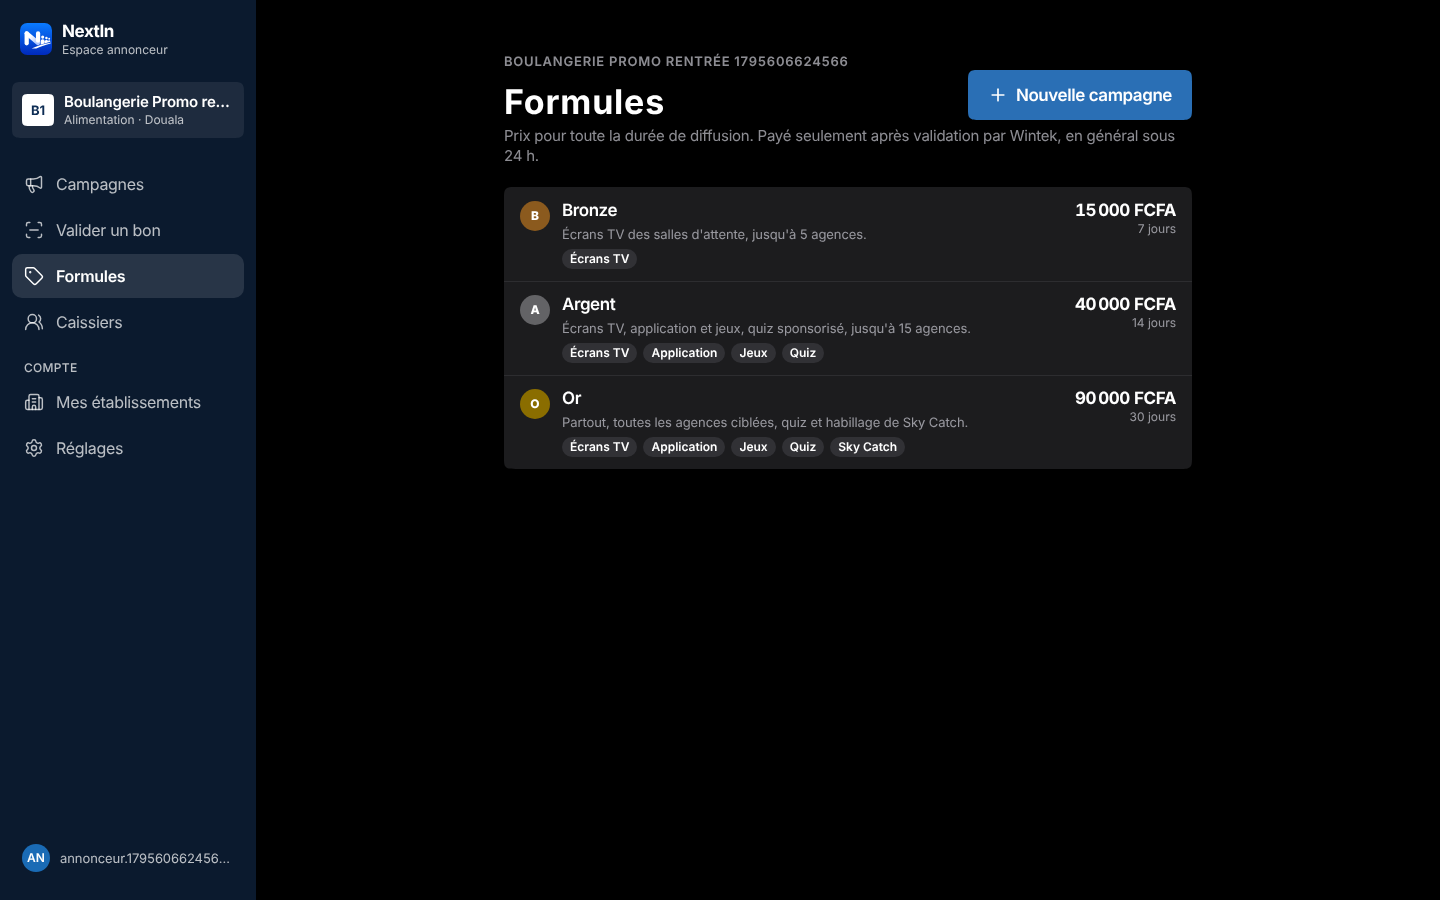 NextIn
Espace annonceur
B1
Boulangerie Promo re...
Alimentation · Douala
Campagnes
Valider un bon
Formules
Caissiers
COMPTE
Mes établissements
Réglages
AN
annonceur.179560662456...
BOULANGERIE PROMO RENTRÉE 1795606624566
Formules
Nouvelle campagne
Prix pour toute la durée de diffusion. Payé seulement après validation par Wintek, en général sous
24 h.
B
Bronze
15 000 FCFA
Écrans TV des salles d'attente, jusqu'à 5 agences.
7 jours
Écrans TV
A
Argent
40 000 FCFA
Écrans TV, application et jeux, quiz sponsorisé, jusqu'à 15 agences.
14 jours
Écrans TV Application Jeux Quiz
O
Or
90 000 FCFA
Partout, toutes les agences ciblées, quiz et habillage de Sky Catch.
30 jours
Écrans TV Application Jeux Quiz Sky Catch